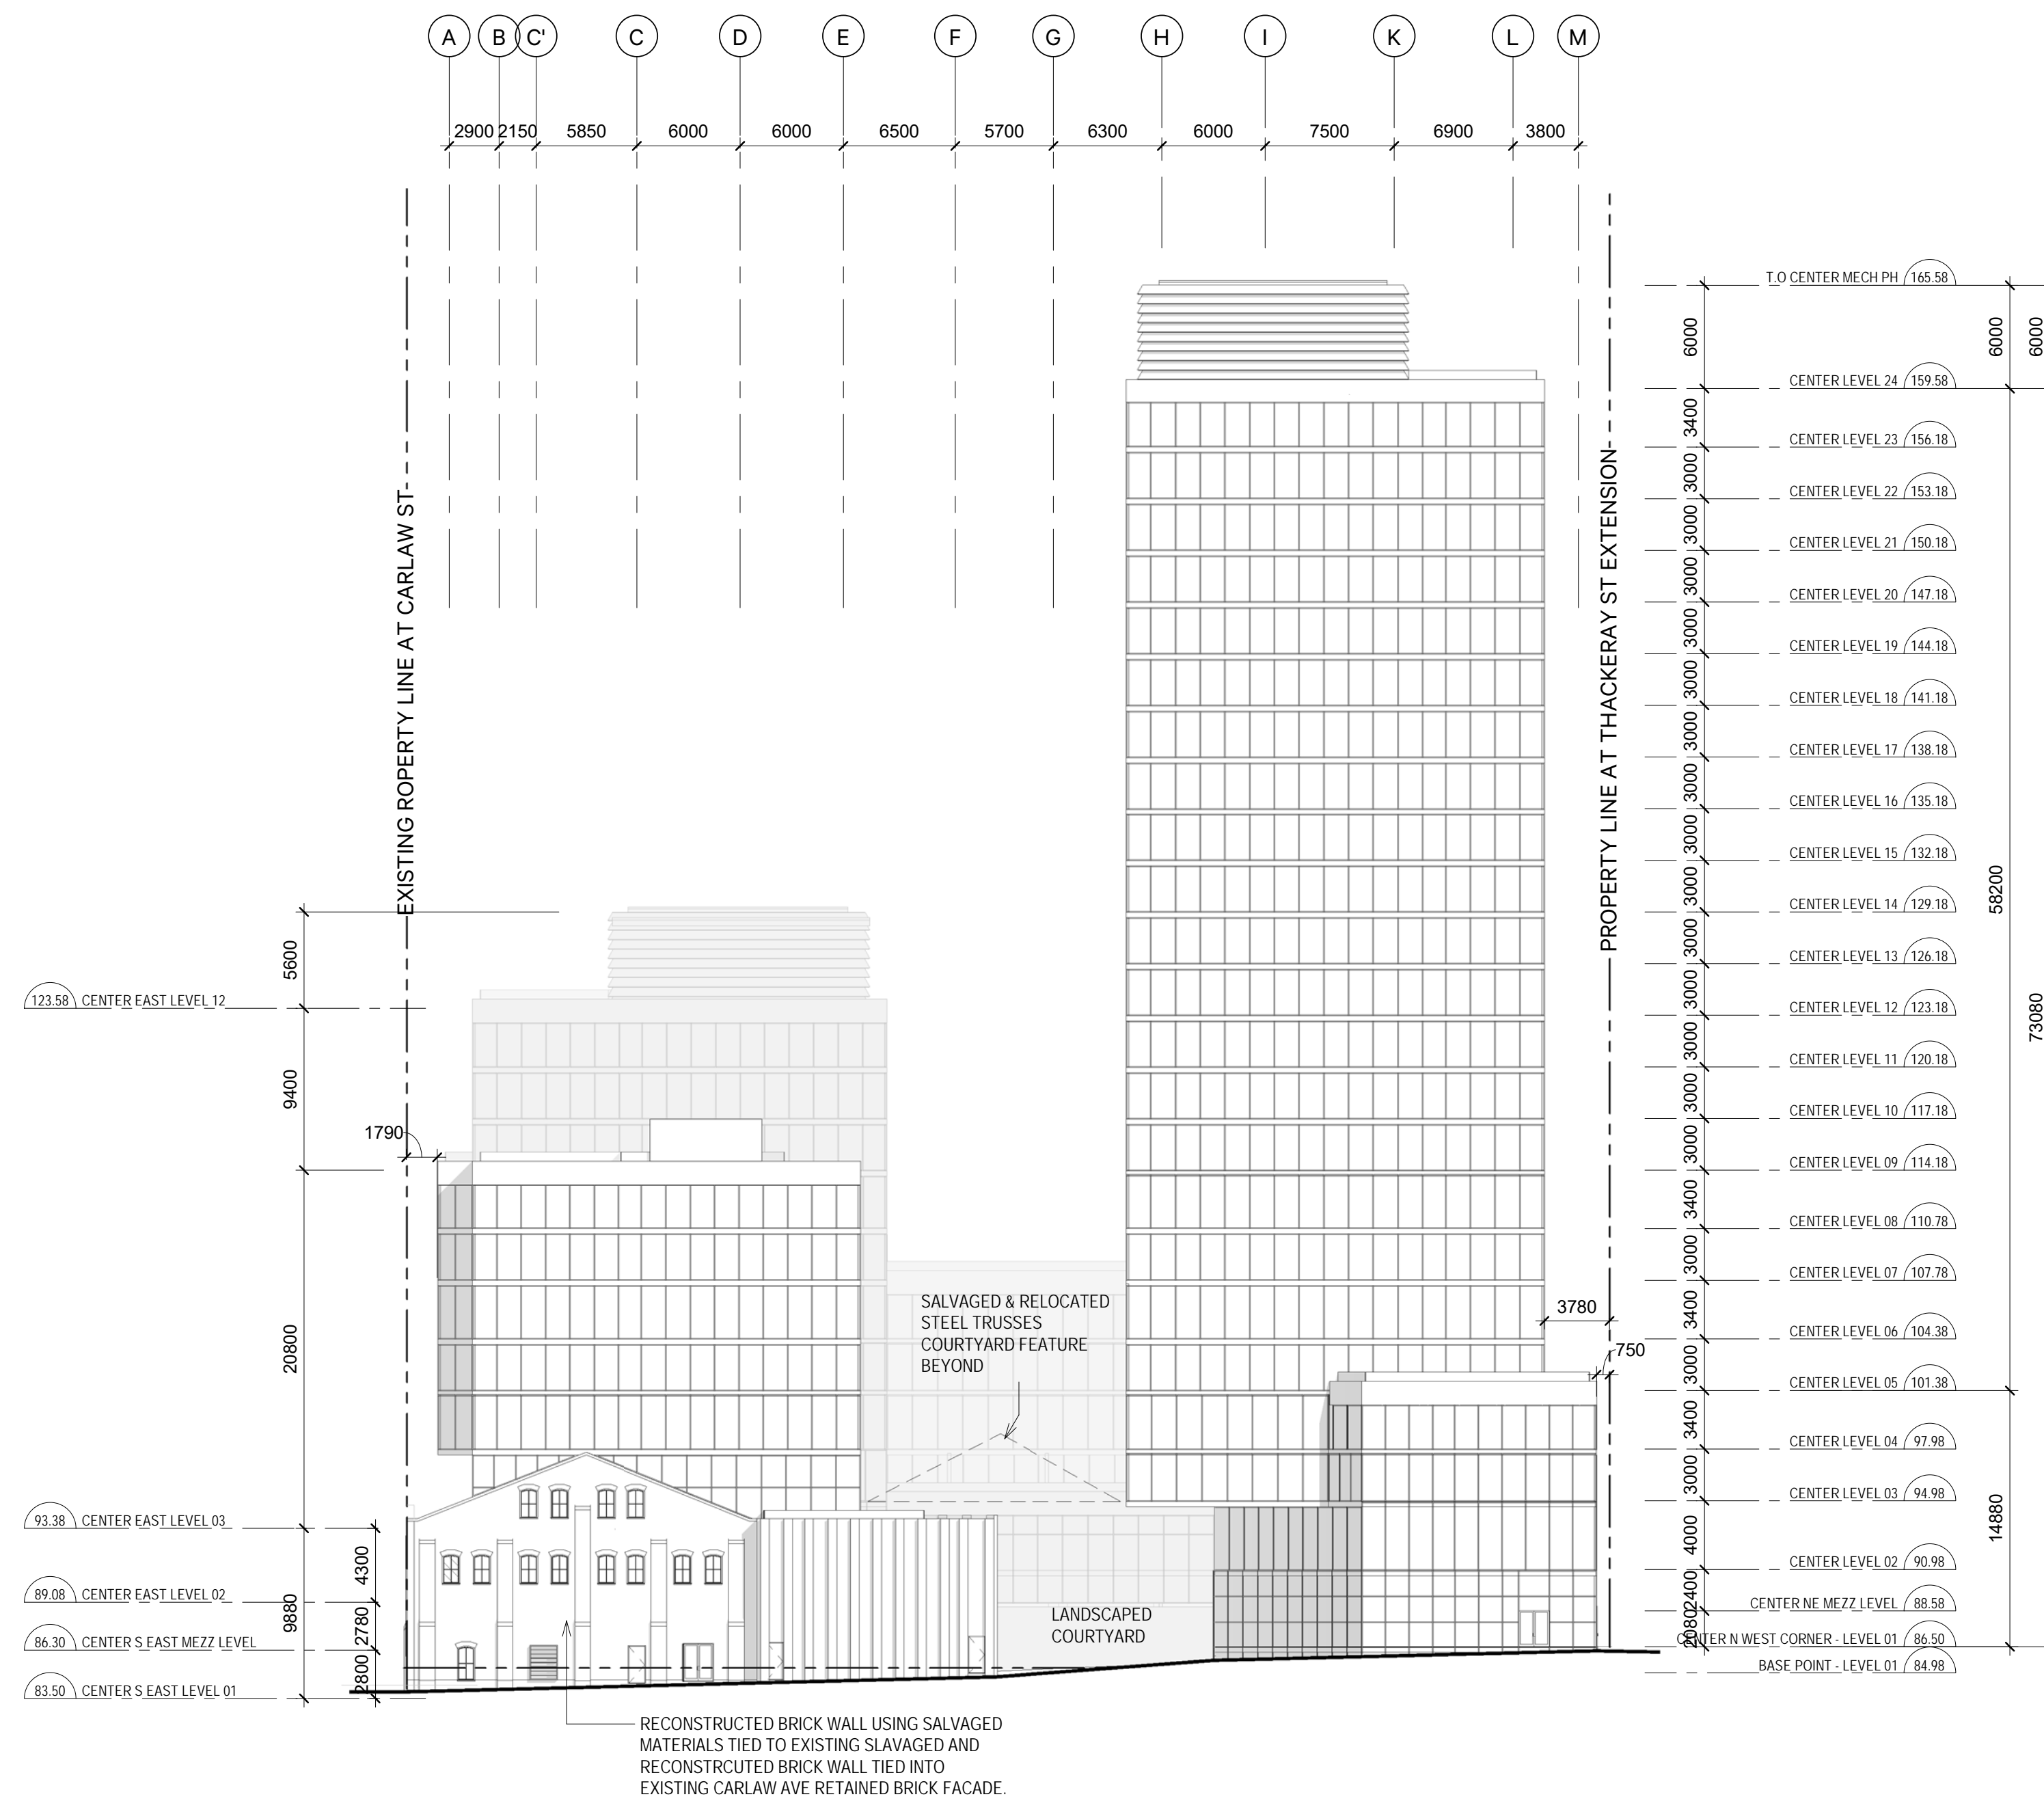 A B C' C D E F G H I K L M
2900 2150 5850 6000 6000 6500 5700 6300 6000 7500 6900 3800
EXISTING ROPERTY LINE AT CARLAW ST
PROPERTY LINE AT THACKERAY ST EXTENSION
5600
123.58 CENTER EAST LEVEL 12
9400
1790
20800
93.38 CENTER EAST LEVEL 03
4300
89.08 CENTER EAST LEVEL 02
9880
2780
86.30 CENTER S EAST MEZZ LEVEL
2800
83.50 CENTER S EAST LEVEL 01
SALVAGED & RELOCATED
STEEL TRUSSES
COURTYARD FEATURE
BEYOND
LANDSCAPED
COURTYARD
RECONSTRUCTED BRICK WALL USING SALVAGED
MATERIALS TIED TO EXISTING SLAVAGED AND
RECONSTRCUTED BRICK WALL TIED INTO
EXISTING CARLAW AVE RETAINED BRICK FACADE.
3780
750
T.O CENTER MECH PH 165.58
6000
6000
6000
CENTER LEVEL 24 159.58
3400
CENTER LEVEL 23 156.18
3000
CENTER LEVEL 22 153.18
3000
CENTER LEVEL 21 150.18
3000
CENTER LEVEL 20 147.18
3000
CENTER LEVEL 19 144.18
3000
CENTER LEVEL 18 141.18
3000
CENTER LEVEL 17 138.18
3000
CENTER LEVEL 16 135.18
3000
CENTER LEVEL 15 132.18
3000
58200
CENTER LEVEL 14 129.18
3000
CENTER LEVEL 13 126.18
3000
CENTER LEVEL 12 123.18
73080
3000
CENTER LEVEL 11 120.18
3000
CENTER LEVEL 10 117.18
3000
CENTER LEVEL 09 114.18
3400
CENTER LEVEL 08 110.78
3000
CENTER LEVEL 07 107.78
3400
CENTER LEVEL 06 104.38
3000
CENTER LEVEL 05 101.38
3400
CENTER LEVEL 04 97.98
3000
CENTER LEVEL 03 94.98
14880
4000
CENTER LEVEL 02 90.98
2400
CENTER NE MEZZ LEVEL 88.58
2080
CENTER N WEST CORNER - LEVEL 01 86.50
BASE POINT - LEVEL 01 84.98